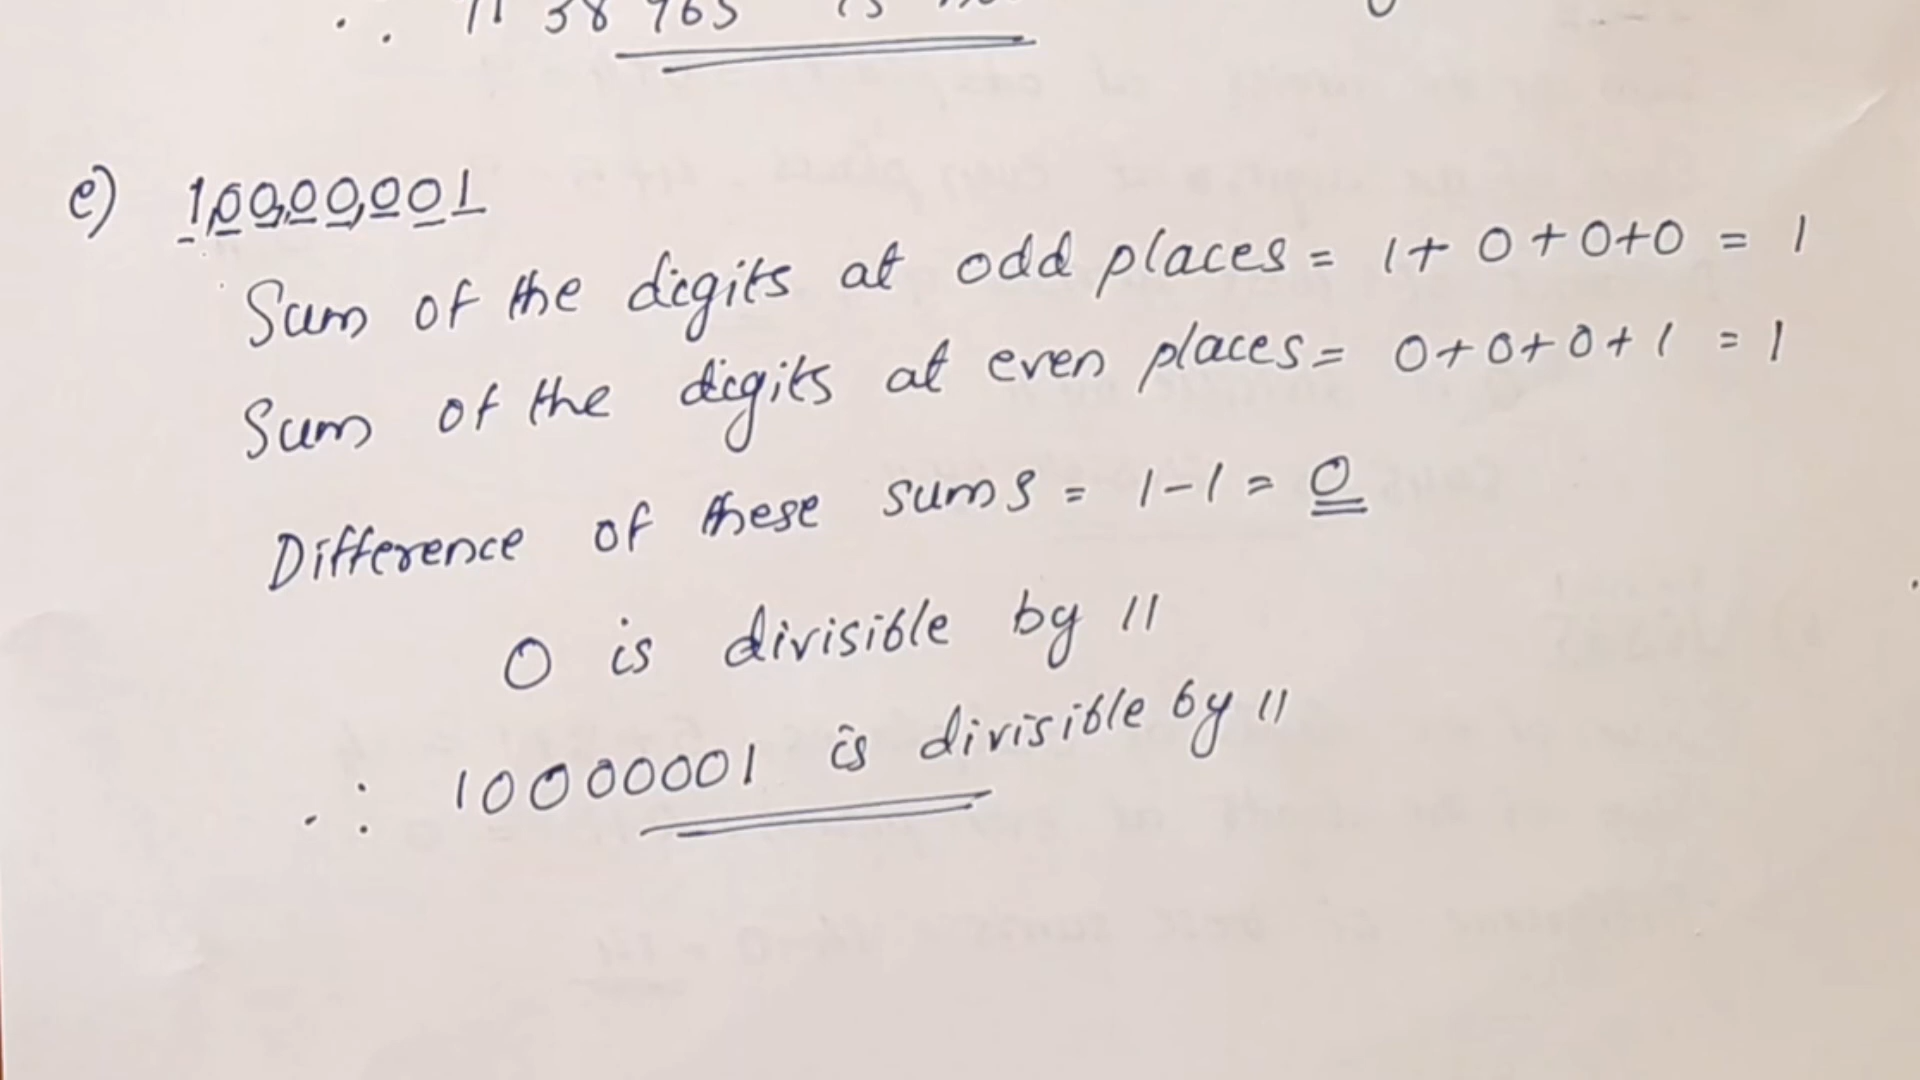 ∴ 1138965 is
e) 1,00,00,001
Sum of the digits at odd places = 1+0+0+0 = 1
Sum of the digits at even places = 0+0+0+1 = 1
Difference of these sums = 1-1 = 0
0 is divisible by 11
∴ 10000001 is divisible by 11